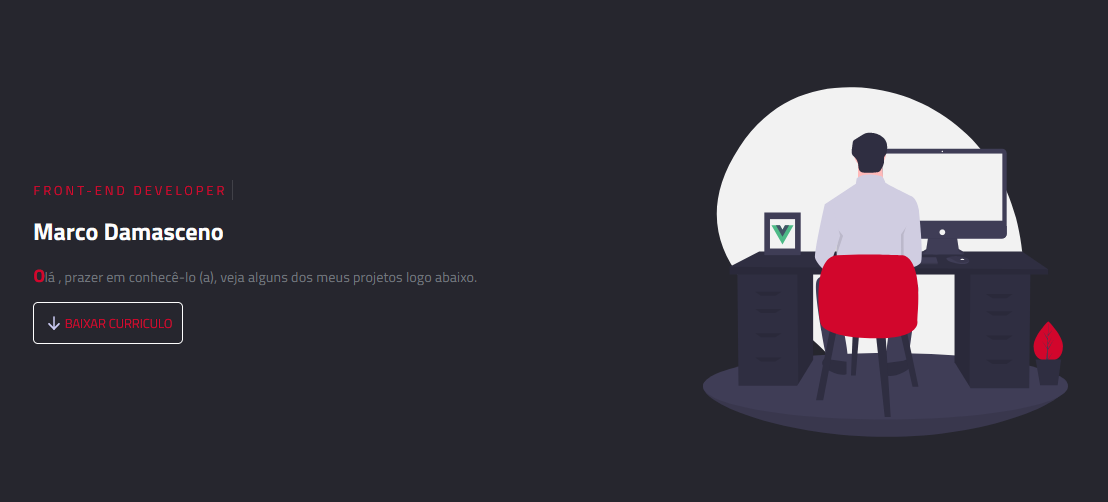 FRONT-END DEVELOPER
Marco Damasceno
Olá , prazer em conhecê-lo (a), veja alguns dos meus projetos logo abaixo.
BAIXAR CURRICULO